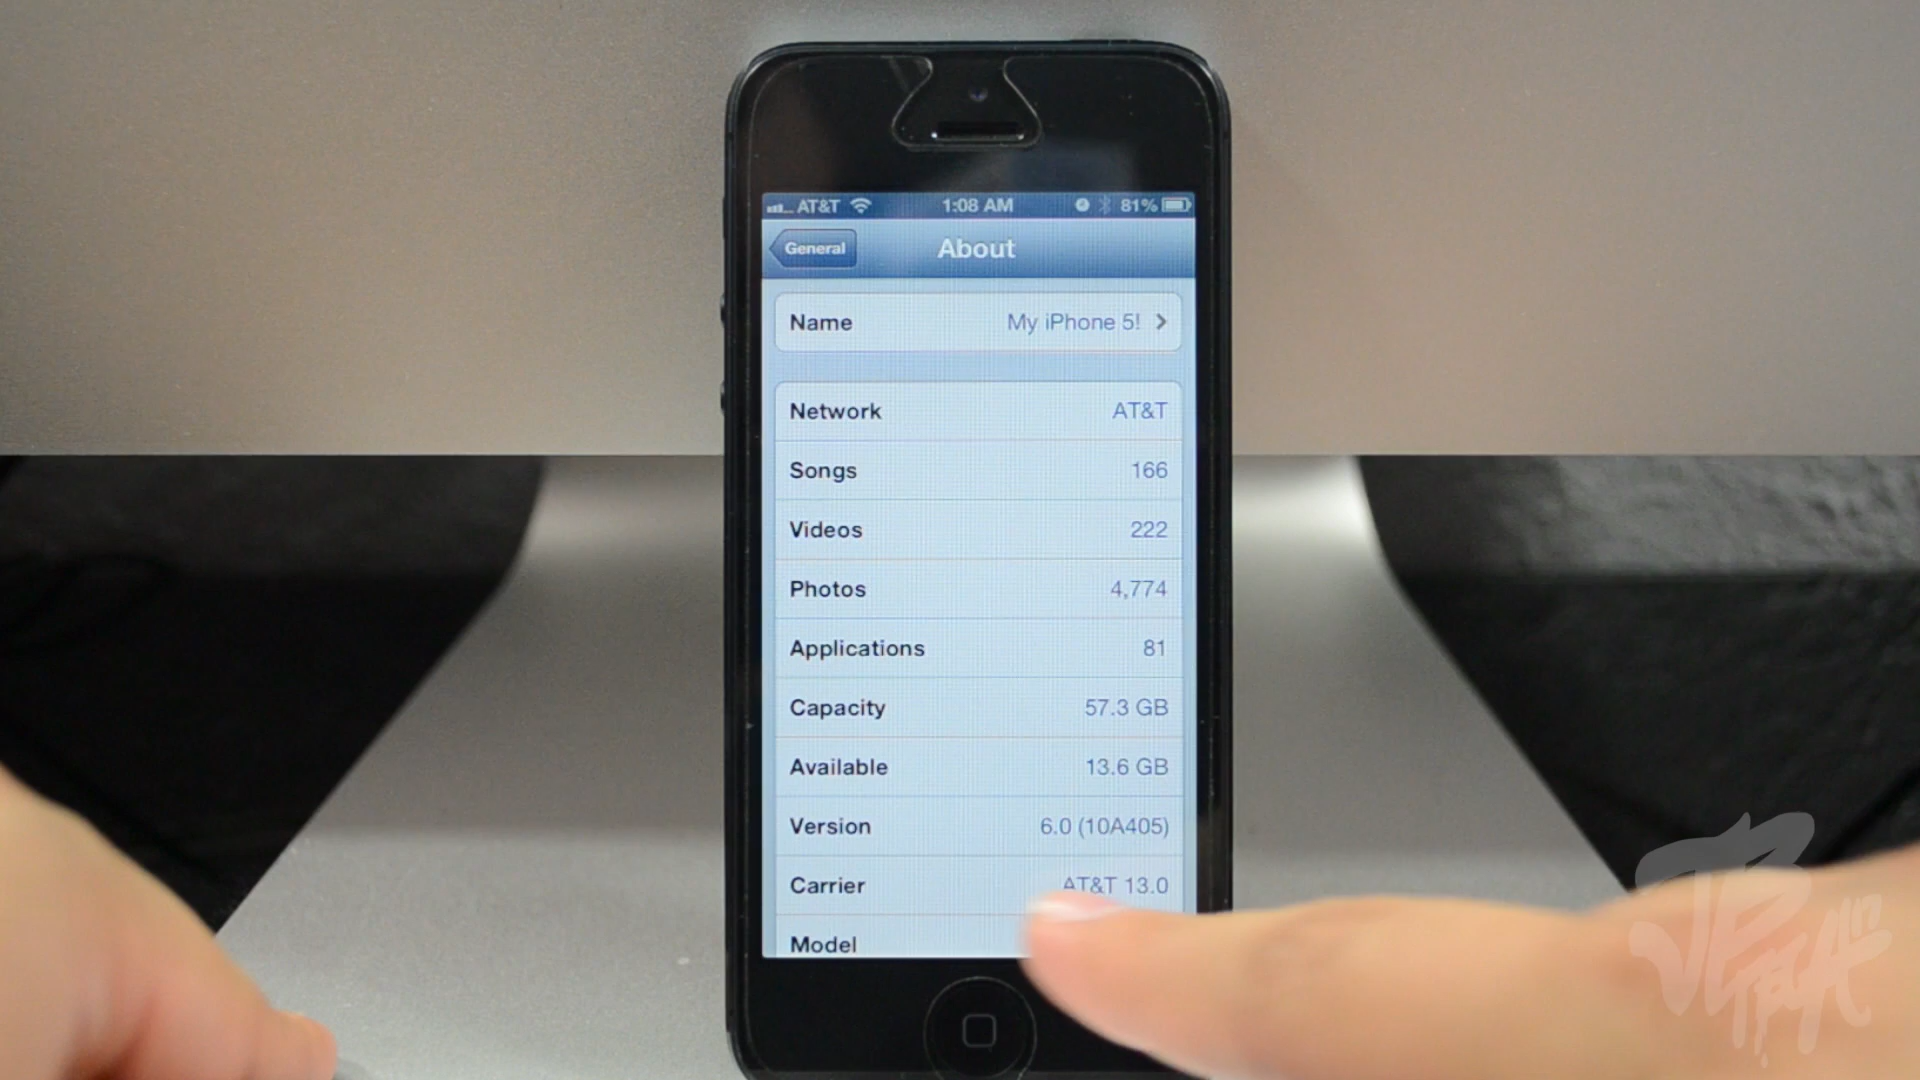 AT&T 1:08 AM 81%
General About
Name My iPhone 5!
Network AT&T
Songs 166
Videos 222
Photos 4,774
Applications 81
Capacity 57.3 GB
Available 13.6 GB
Version 6.0 (10A405)
Carrier AT&T 13.0
Model